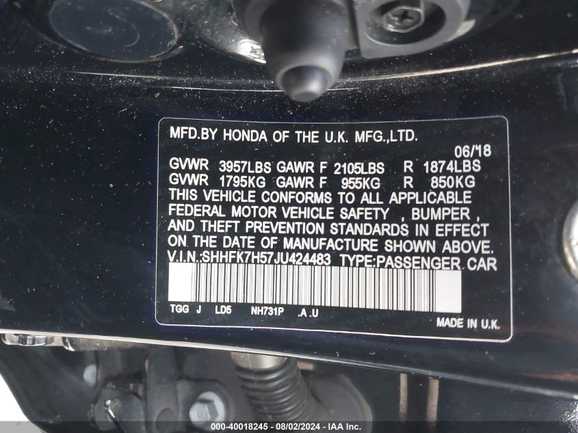 MFD.BY HONDA OF THE U.K. MFG.,LTD.
06/18
GVWR 3957LBS GAWR F 2105LBS R 1874LBS
GVWR 1795KG GAWR F 955KG R 850KG
THIS VEHICLE CONFORMS TO ALL APPLICABLE
FEDERAL MOTOR VEHICLE SAFETY , BUMPER ,
AND THEFT PREVENTION STANDARDS IN EFFECT
ON THE DATE OF MANUFACTURE SHOWN ABOVE.
V.I.N.:SHHFK7H57JU424483 TYPE:PASSENGER CAR
TGG J LD5 NH731P .A .U
MADE IN U.K.
000-40018245 - 08/02/2024 - IAA Inc.